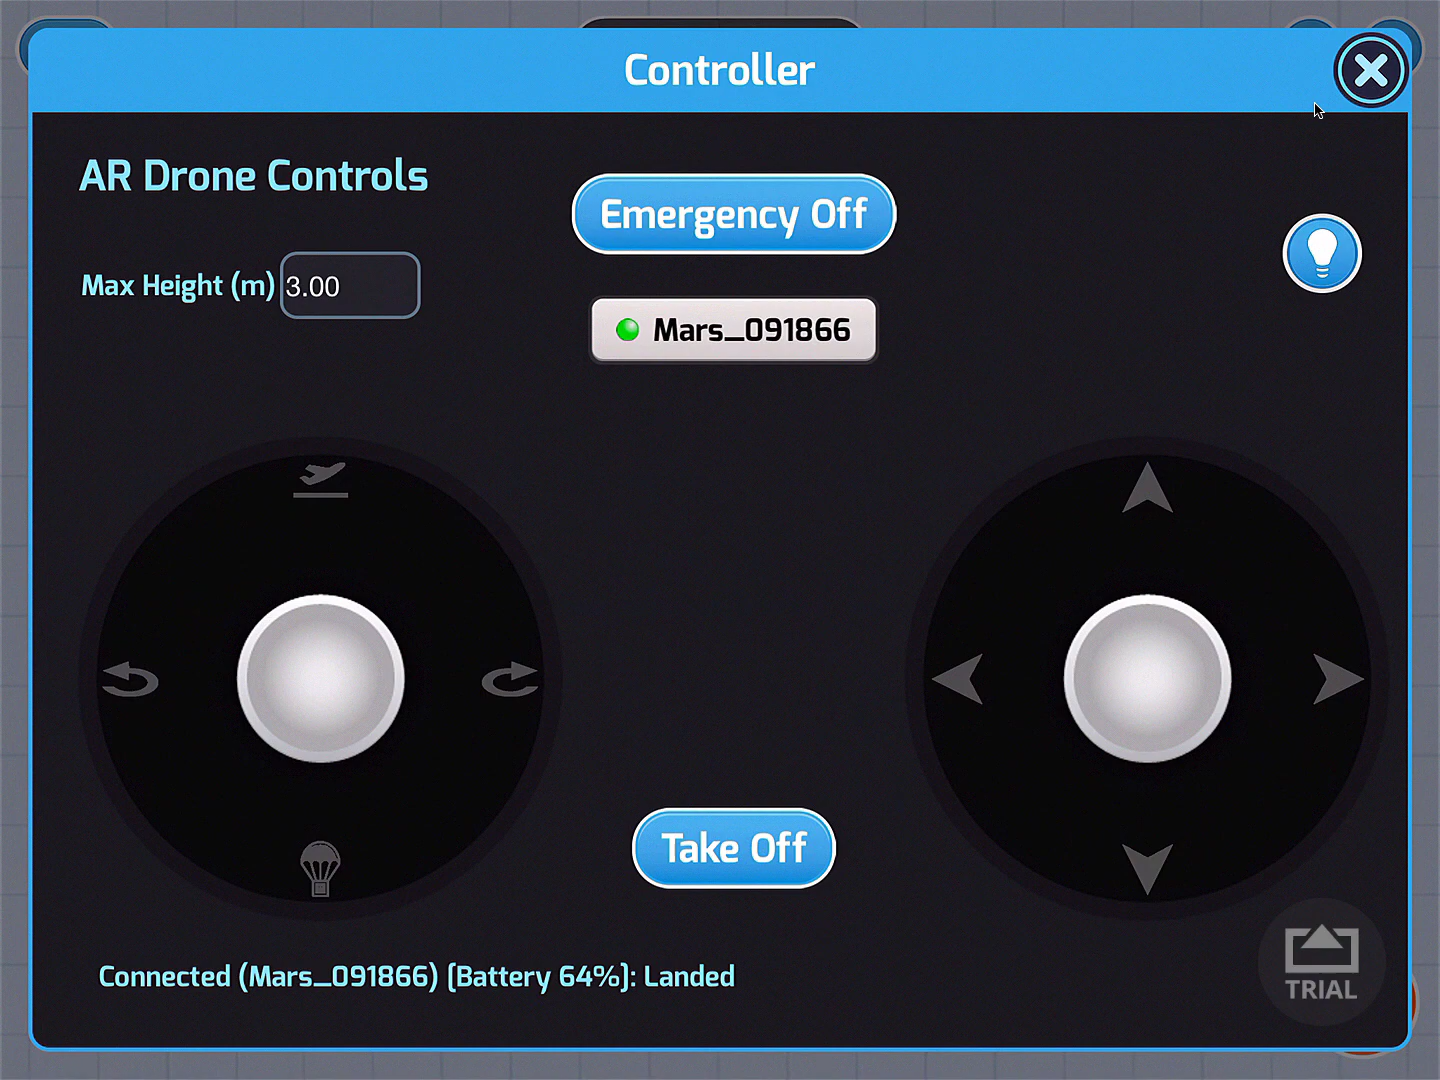 Controller
AR Drone Controls
Emergency Off
Max Height (m) 3.00
Mars_091866
Take Off
Connected (Mars_091866) [Battery 64%]: Landed
TRIAL